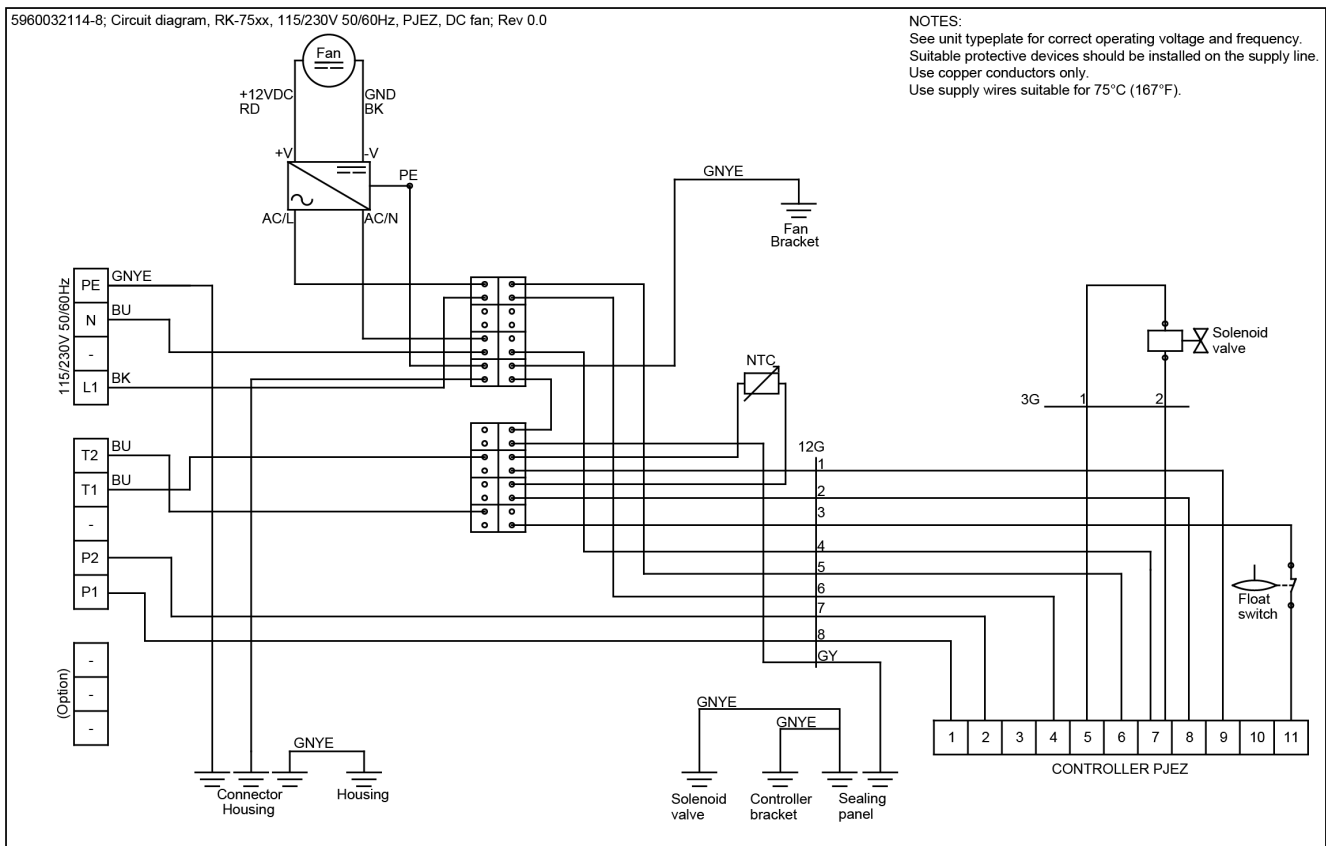 5960032114-8; Circuit diagram, RK-75xx, 115/230V 50/60Hz, PJEZ, DC fan; Rev 0.0
NOTES:
See unit typeplate for correct operating voltage and frequency.
Suitable protective devices should be installed on the supply line.
Use copper conductors only.
Use supply wires suitable for 75°C (167°F).
Fan
+12VDC
RD
GND
BK
+V
-V
PE
AC/L
AC/N
GNYE
Fan
Bracket
115/230V 50/60Hz
PE
GNYE
N
BU
-
L1
BK
T2
BU
T1
BU
-
P2
P1
(Option)
-
-
-
NTC
Solenoid
valve
3G
1
2
12G
1
2
3
4
5
6
7
8
GY
Float
switch
GNYE
Connector
Housing
Housing
GNYE
GNYE
Solenoid
valve
Controller
bracket
Sealing
panel
1 2 3 4 5 6 7 8 9 10 11
CONTROLLER PJEZ